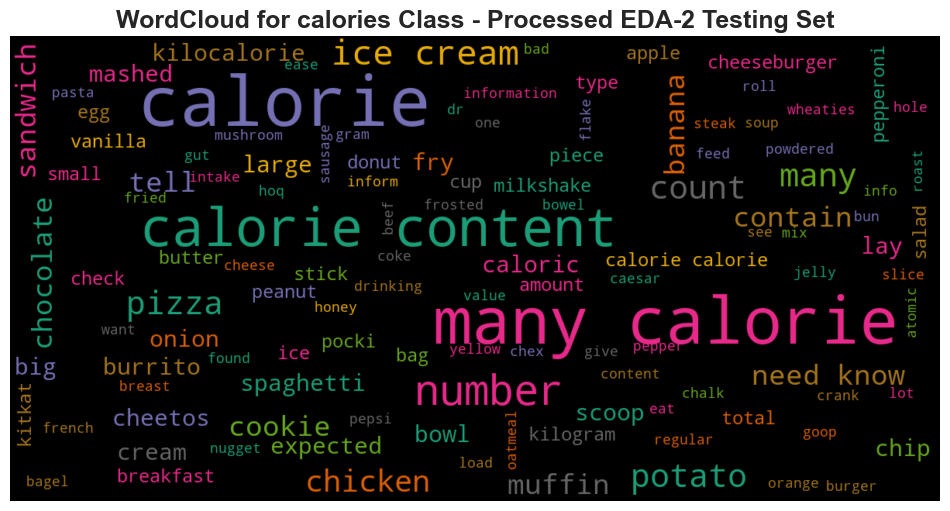 WordCloud for calories Class - Processed EDA-2 Testing Set
sandwich
kilocalorie
ice cream
bad
apple
cheeseburger
pepperoni
mashed
ease
calorie
information
type
banana
roll
pasta
egg
dr
one
flake
wheaties
hole
vanilla
mushroom
gram
sausage
steak
soup
gut
large
donut
fry
piece
feed
powdered
roast
small
tell
intake
hoq
inform
cup
milkshake
count
many
info
fried
frosted
bowel
chocolate
calorie content
beef
contain
bun
salad
see
mix
lay
butter
cheese
coke
caloric
calorie calorie
check
stick
amount
caesar
jelly
slice
peanut
drinking
value
atomic
pizza
honey
many calorie
want
onion
pocki
yellow
chex
give
pepper
big
burrito
found
ice
bag
content
need know
kitkat
breast
spaghetti
number
chalk
crank
lot
cheetos
pepsi
scoop
eat
total
french
cookie
expected
bowl
oatmeal
kilogram
regular
goop
chip
cream
nugget
load
bagel
breakfast
chicken
muffin
potato
orange
burger